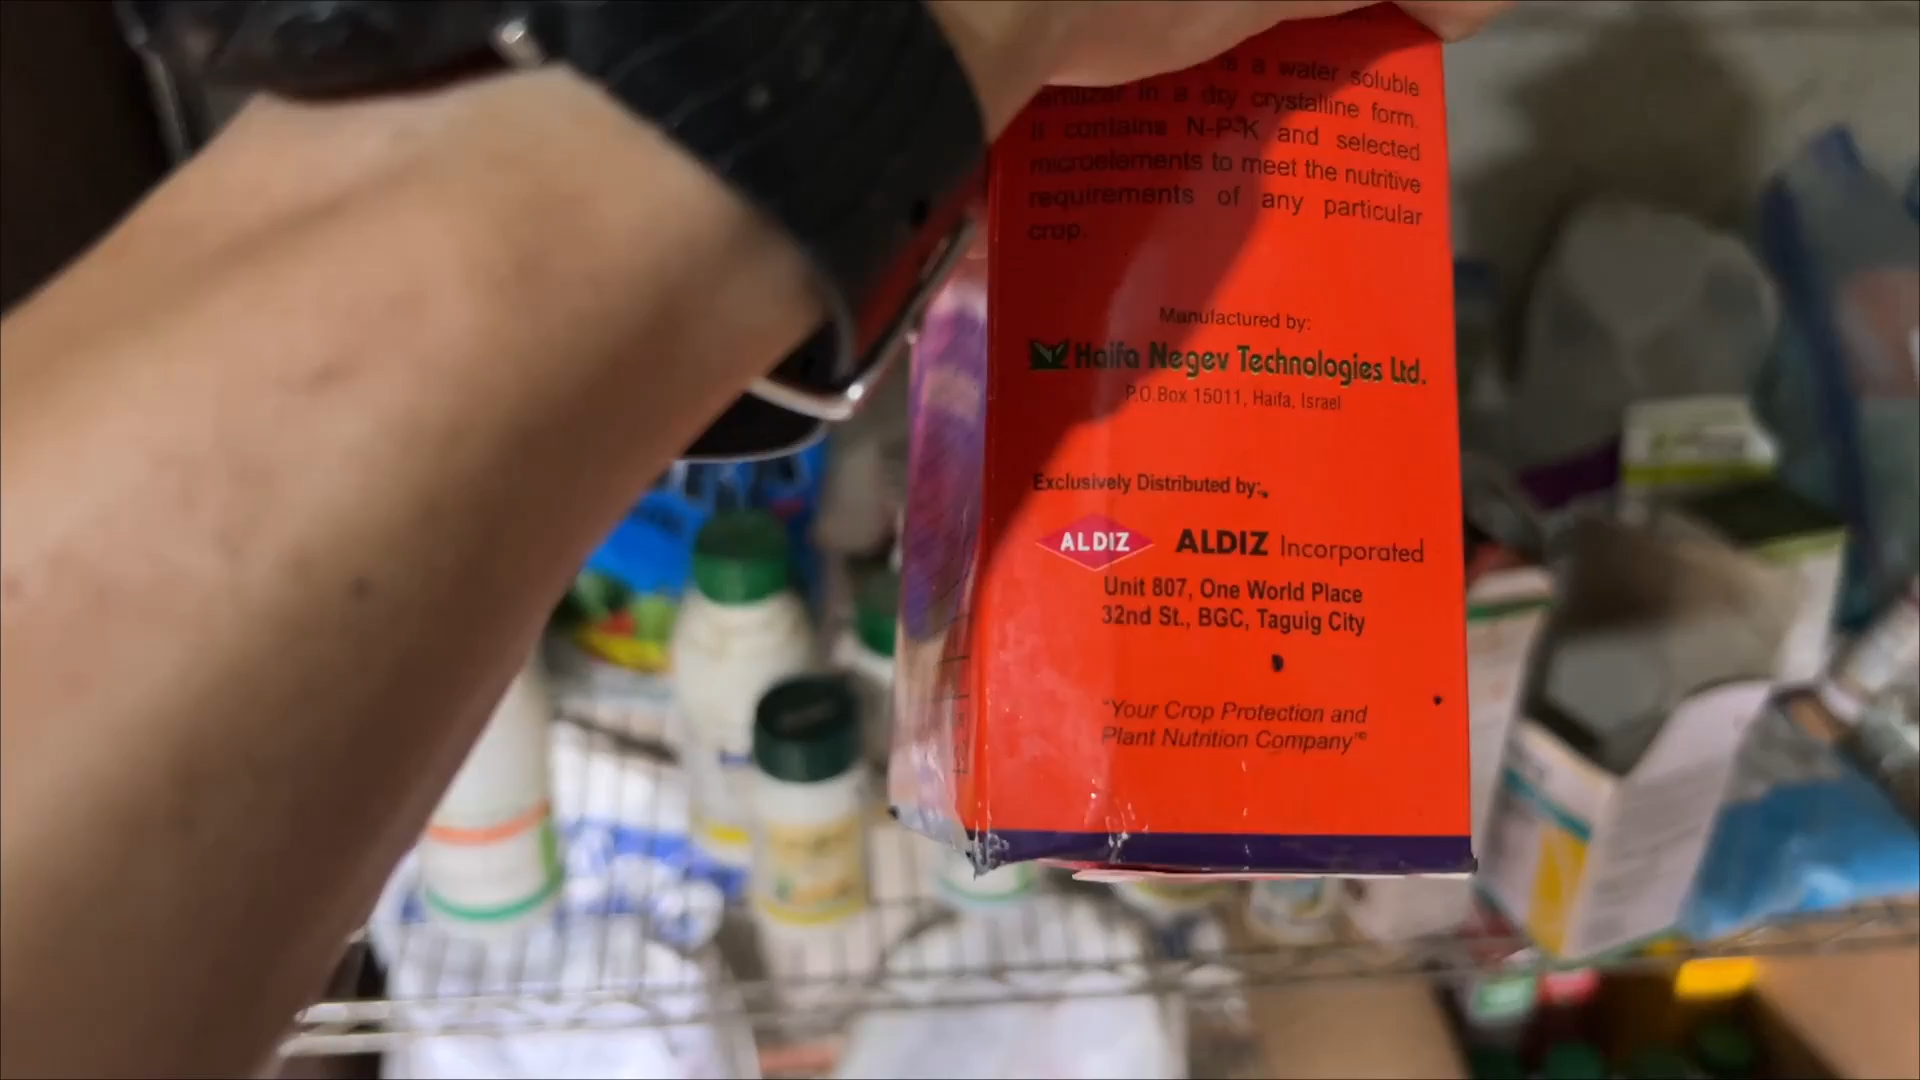 is a water soluble
fertilizer in a dry crystalline form.
It contains N-P-K and selected
microelements to meet the nutritive
requirements of any particular
crop.
Manufactured by:
Haifa Negev Technologies Ltd.
P.O.Box 15011, Haifa, Israel
Exclusively Distributed by:
ALDIZ ALDIZ Incorporated
Unit 807, One World Place
32nd St., BGC, Taguig City
"Your Crop Protection and
Plant Nutrition Company"®